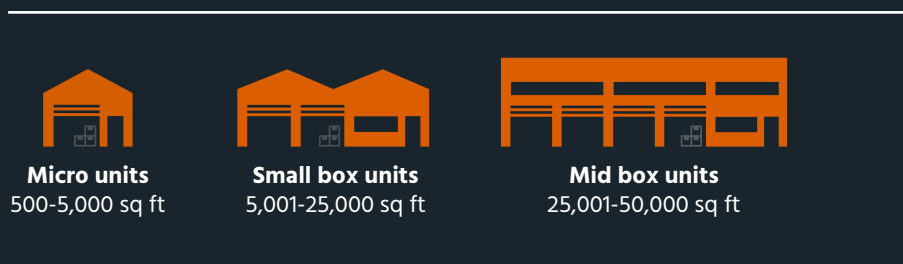 Micro units
500-5,000 sq ft
Small box units
5,001-25,000 sq ft
Mid box units
25,001-50,000 sq ft